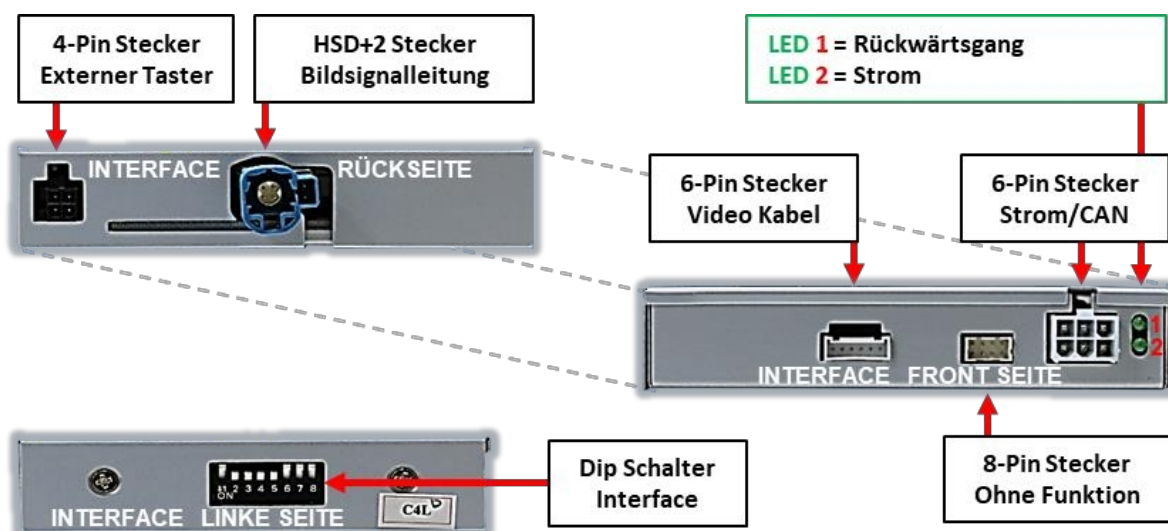 4-Pin Stecker
Externer Taster
HSD+2 Stecker
Bildsignalleitung
LED 1 = Rückwärtsgang
LED 2 = Strom
INTERFACE RÜCKSEITE
6-Pin Stecker
Video Kabel
6-Pin Stecker
Strom/CAN
1
2
INTERFACE FRONT SEITE
Dip Schalter
Interface
8-Pin Stecker
Ohne Funktion
1 2 3 4 5 6 7 8
ON
C4L b
INTERFACE LINKE SEITE